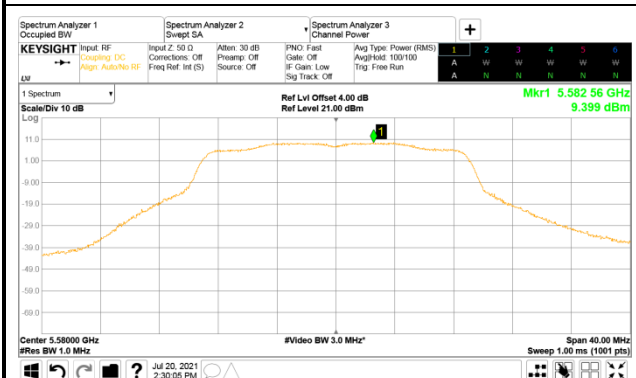 Spectrum Analyzer 1
Occupied BW
Spectrum Analyzer 2
Swept SA
Spectrum Analyzer 3
Channel Power
+
KEYSIGHT
LXI
Input: RF
Coupling: DC
Align: Auto/No RF
Input Z: 50 Ω
Corrections: Off
Freq Ref: Int (S)
Atten: 30 dB
Preamp: Off
Source: Off
PNO: Fast
Gate: Off
IF Gain: Low
Sig Track: Off
Avg Type: Power (RMS)
Avg|Hold: 100/100
Trig: Free Run
1 2 3 4 5 6
A W W W W W
A N N N N N
1 Spectrum
Scale/Div 10 dB
Log
Ref Lvl Offset 4.00 dB
Ref Level 21.00 dBm
Mkr1 5.582 56 GHz
9.399 dBm
1
11.0
1.00
-9.00
-19.0
-29.0
-39.0
-49.0
-59.0
-69.0
Center 5.58000 GHz
#Res BW 1.0 MHz
#Video BW 3.0 MHz*
Span 40.00 MHz
Sweep 1.00 ms (1001 pts)
?
Jul 20, 2021
2:30:05 PM